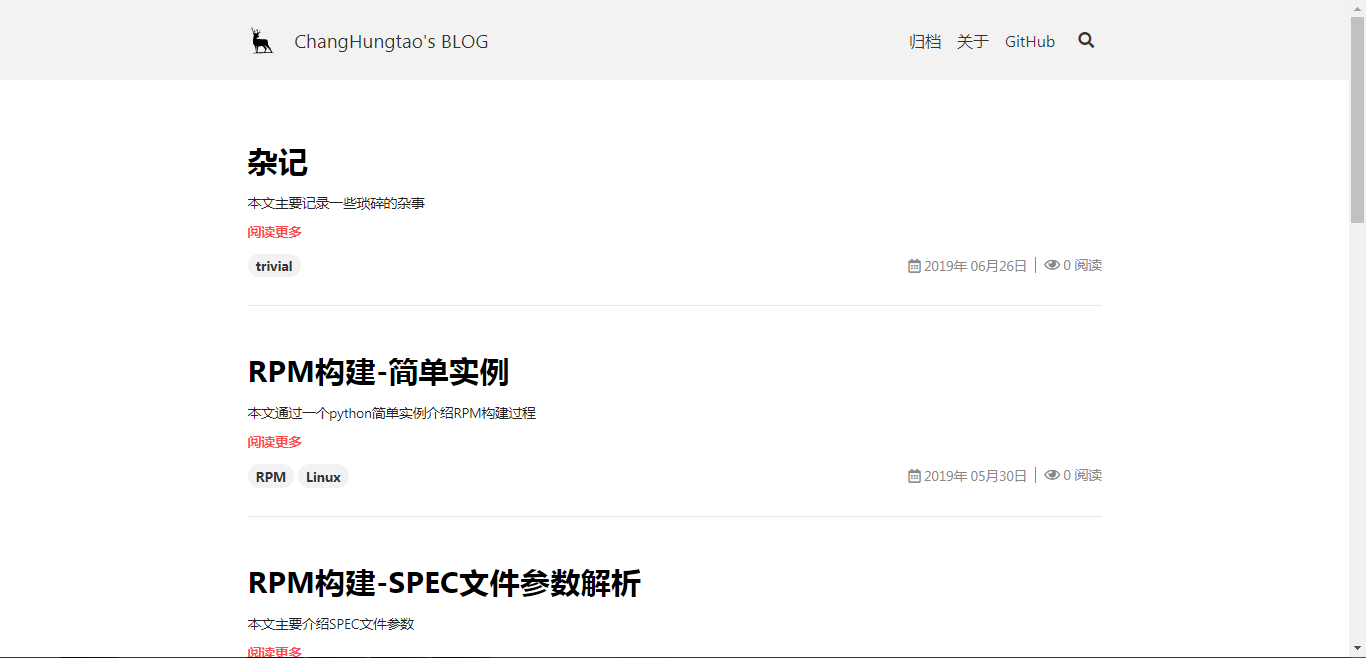 ChangHungtao's BLOG
归档 关于 GitHub
杂记
本文主要记录一些琐碎的杂事
阅读更多
trivial
2019年 06月26日 | 0 阅读
RPM构建-简单实例
本文通过一个python简单实例介绍RPM构建过程
阅读更多
RPM Linux
2019年 05月30日 | 0 阅读
RPM构建-SPEC文件参数解析
本文主要介绍SPEC文件参数
阅读更多